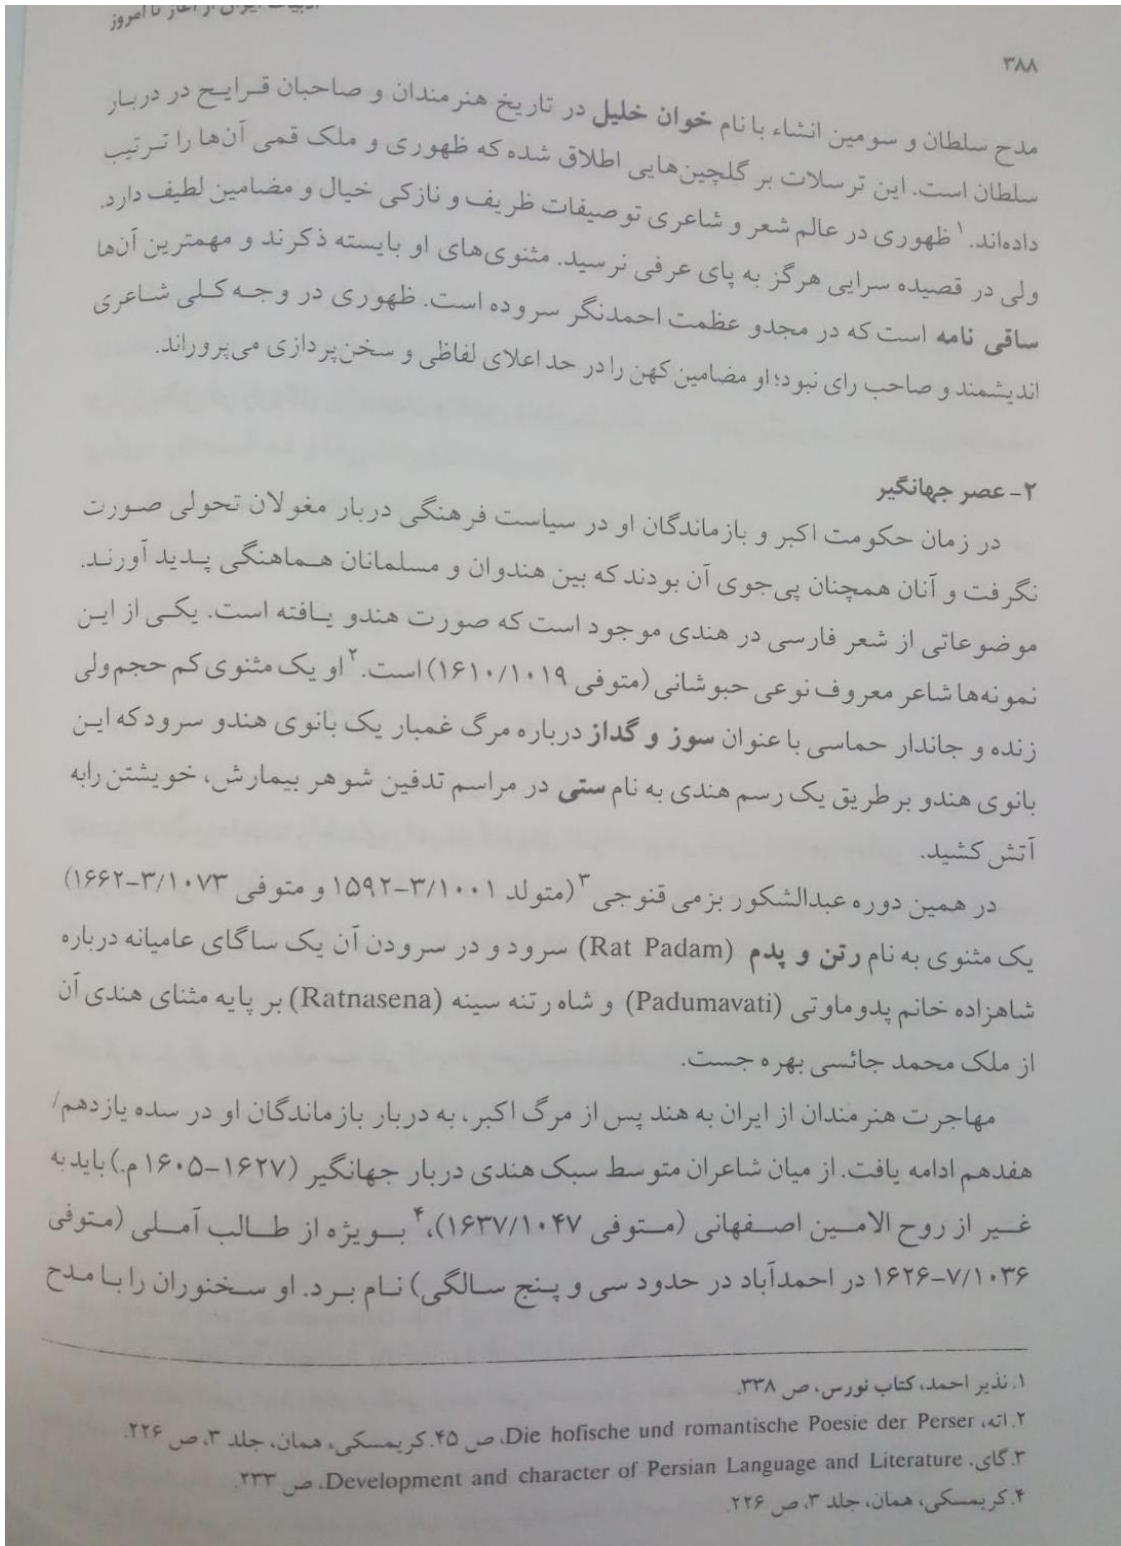 ادبیات ایران از آغاز تا امروز
۳۸۸
مدح سلطان و سومین انشاء با نام خوان خلیل در تاریخ هنرمندان و صاحبان قرایح در دربار
سلطان است. این ترسلات بر گلچین‌هایی اطلاق شده که ظهوری و ملک قمی آن‌ها را ترتیب
داده‌اند.۱ ظهوری در عالم شعر و شاعری توصیفات ظریف و نازکی خیال و مضامین لطیف دارد.
ولی در قصیده سرایی هرگز به پای عرفی نرسید. مثنوی‌های او بایسته ذکرند و مهمترین آن‌ها
ساقی نامه است که در مجدو عظمت احمدنگر سروده است. ظهوری در وجه کلی شاعری
اندیشمند و صاحب رای نبود؛ او مضامین کهن را در حد اعلای لفاظی و سخن‌پردازی می‌پروراند.
۲- عصر جهانگیر
در زمان حکومت اکبر و بازماندگان او در سیاست فرهنگی دربار مغولان تحولی صورت
نگرفت و آنان همچنان پی‌جوی آن بودند که بین هندوان و مسلمانان هماهنگی پدید آورند.
موضوعاتی از شعر فارسی در هندی موجود است که صورت هندو یافته است. یکی از این
نمونه‌ها شاعر معروف نوعی حبوشانی (متوفی ۱۶۱۰/۱۰۱۹) است.۲ او یک مثنوی کم حجم ولی
زنده و جاندار حماسی با عنوان سوز و گداز درباره مرگ غمبار یک بانوی هندو سرود که این
بانوی هندو بر طریق یک رسم هندی به نام ستی در مراسم تدفین شوهر بیمارش، خویشتن رابه
آتش کشید.
در همین دوره عبدالشکور بزمی قنوجی۳ (متولد ۱۵۹۲-۳/۱۰۰۱ و متوفی ۱۶۶۲-۳/۱۰۷۳)
یک مثنوی به نام رتن و پدم (Rat Padam) سرود و در سرودن آن یک ساگای عامیانه درباره
شاهزاده خانم پدوماوتی (Padumavati) و شاه رتنه سینه (Ratnasena) بر پایه مثنای هندی آن
از ملک محمد جائسی بهره جست.
مهاجرت هنرمندان از ایران به هند پس از مرگ اکبر، به دربار بازماندگان او در سده یازدهم/
هفدهم ادامه یافت. از میان شاعران متوسط سبک هندی دربار جهانگیر (۱۶۲۷-۱۶۰۵ م.) باید به
غیر از روح الامین اصفهانی (متوفی ۱۶۳۷/۱۰۴۷)،۴ بویژه از طالب آملی (متوفی
۱۶۲۶-۷/۱۰۳۶ در احمدآباد در حدود سی و پنج سالگی) نام برد. او سخنوران را با مدح
۱. نذیر احمد، کتاب نورس، ص ۳۳۸.
۲. اته، Die hofische und romantische Poesie der Perser، ص ۴۵. کریمسکی، همان، جلد ۳، ص ۲۲۶.
۳. گای، Development and character of Persian Language and Literature، ص ۲۳۳.
۴. کریمسکی، همان، جلد ۳، ص ۲۲۶.